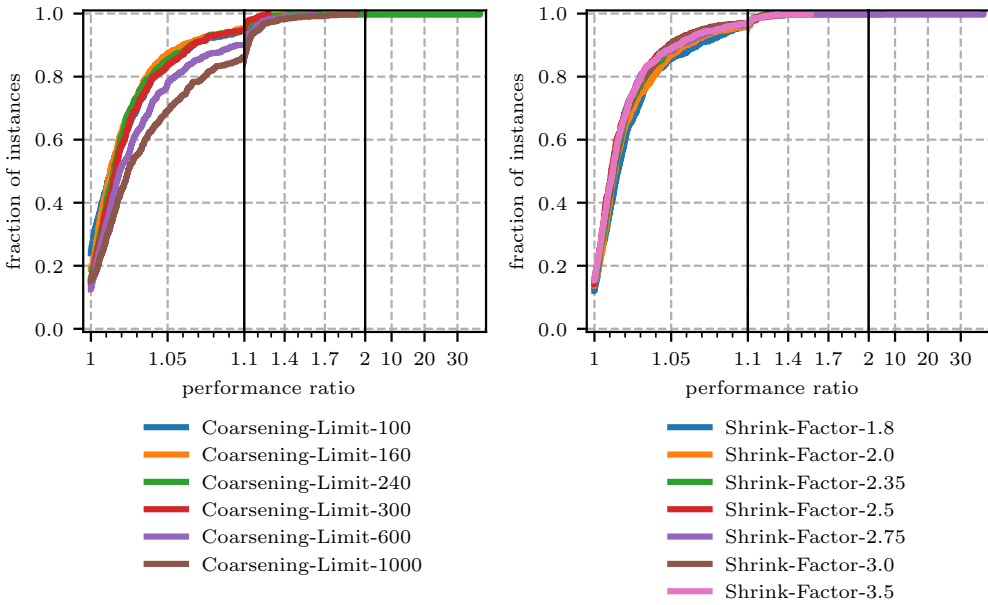 fraction of instances
1.0
0.8
0.6
0.4
0.2
0.0
1 1.05 1.1 1.4 1.7 2 10 20 30
performance ratio
Coarsening-Limit-100
Coarsening-Limit-160
Coarsening-Limit-240
Coarsening-Limit-300
Coarsening-Limit-600
Coarsening-Limit-1000
fraction of instances
1.0
0.8
0.6
0.4
0.2
0.0
1 1.05 1.1 1.4 1.7 2 10 20 30
performance ratio
Shrink-Factor-1.8
Shrink-Factor-2.0
Shrink-Factor-2.35
Shrink-Factor-2.5
Shrink-Factor-2.75
Shrink-Factor-3.0
Shrink-Factor-3.5